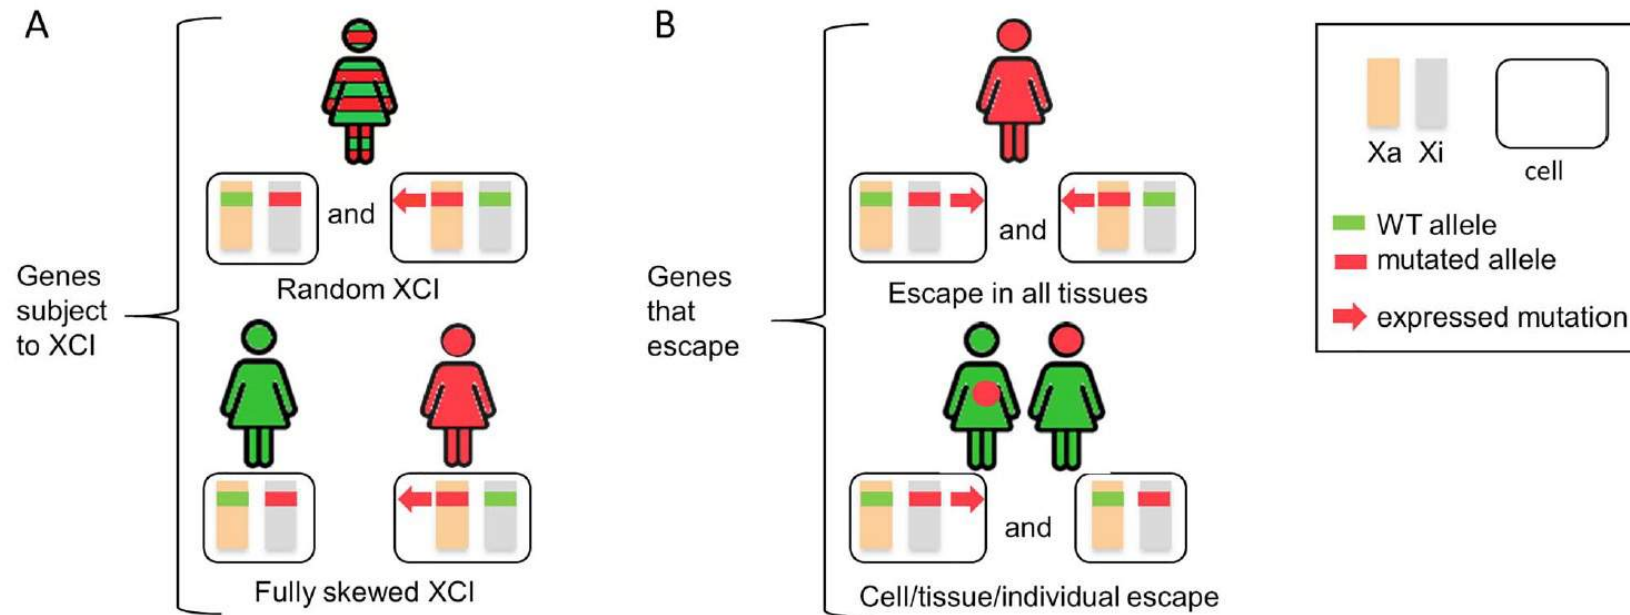 A
Genes
subject
to XCI
and
Random XCI
Fully skewed XCI
B
Genes
that
escape
and
Escape in all tissues
and
Cell/tissue/individual escape
Xa Xi
cell
WT allele
mutated allele
expressed mutation